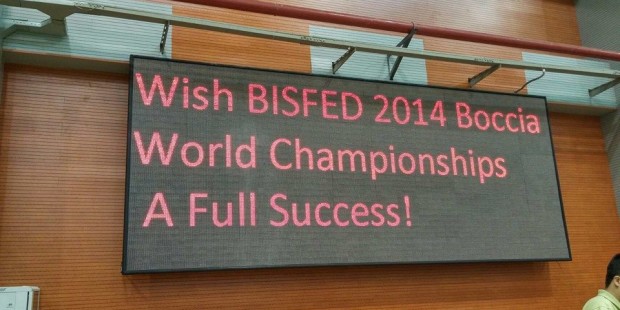 Wish BISFED 2014 Boccia
World Championships
A Full Success!